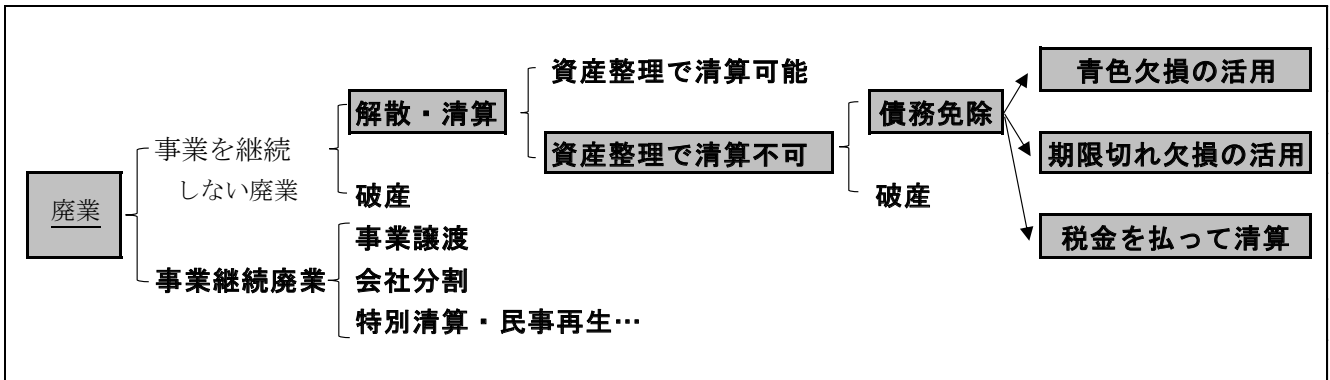 廃業
事業を継続
しない廃業
事業継続廃業
解散・清算
破産
事業譲渡
会社分割
特別清算・民事再生…
資産整理で清算可能
資産整理で清算不可
債務免除
破産
青色欠損の活用
期限切れ欠損の活用
税金を払って清算